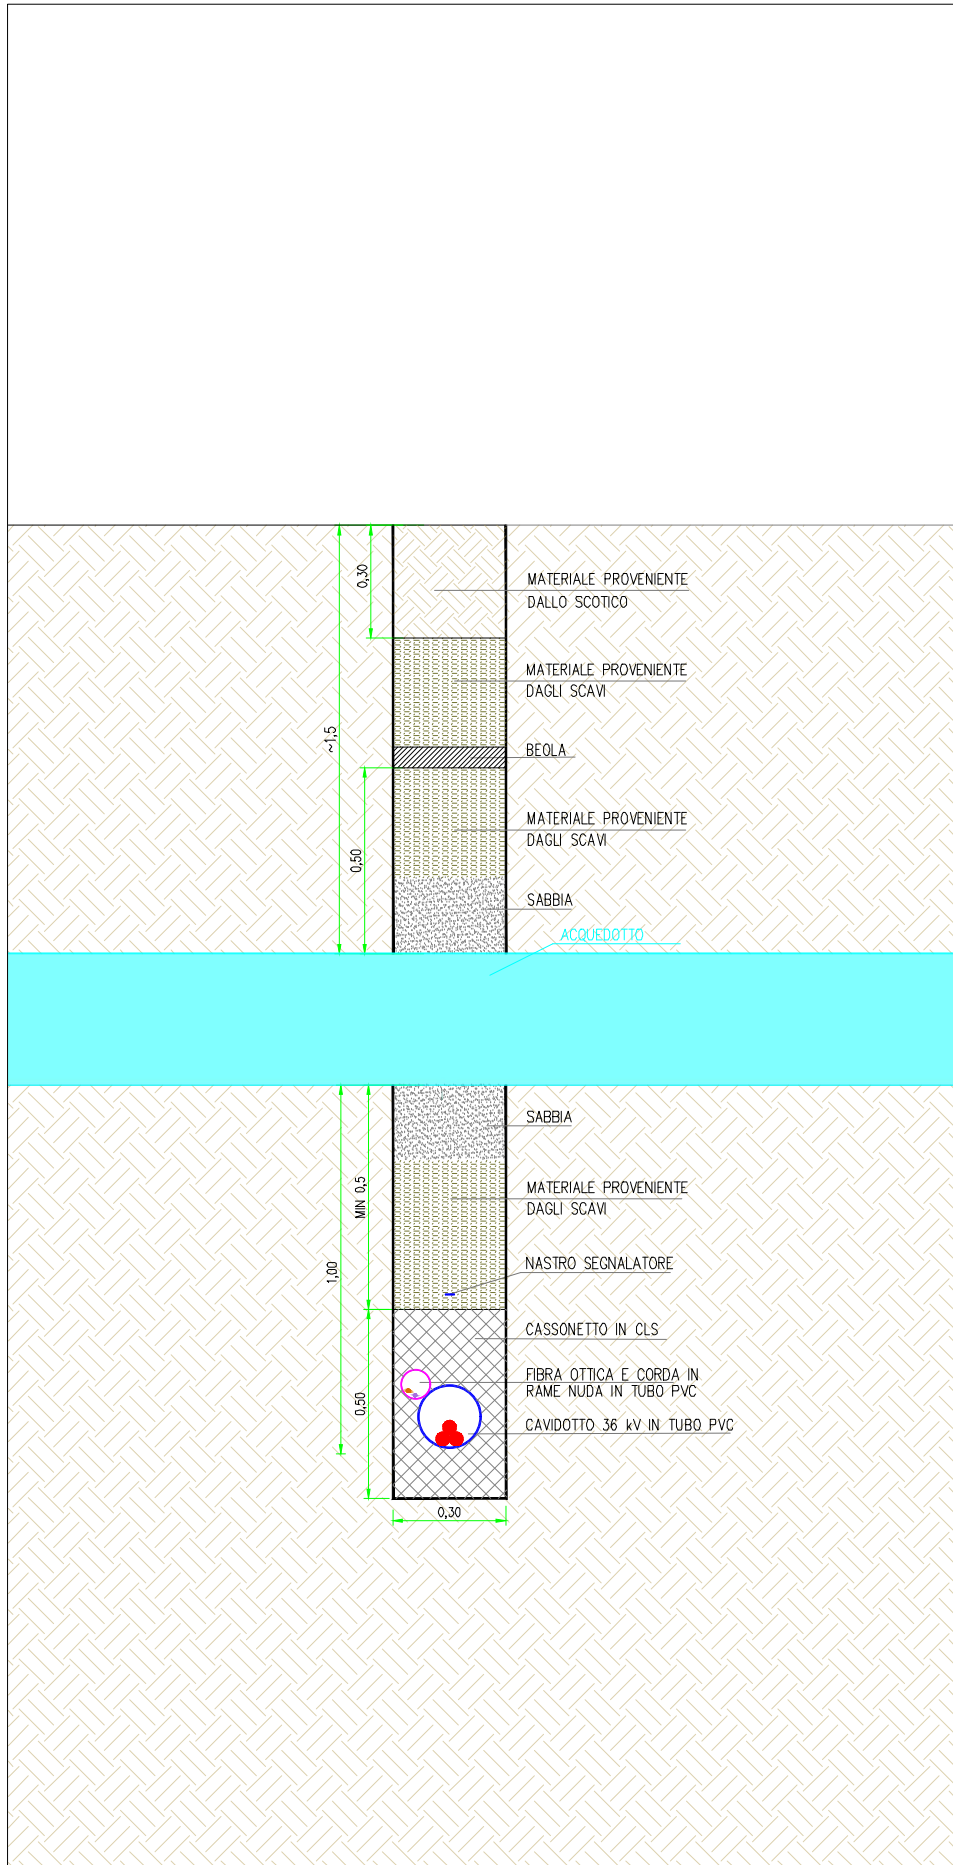 0,30
MATERIALE PROVENIENTE
DALLO SCOTICO
MATERIALE PROVENIENTE
DAGLI SCAVI
~1,5
BEOLA
MATERIALE PROVENIENTE
DAGLI SCAVI
0,50
SABBIA
ACQUEDOTTO
SABBIA
MIN 0,5
MATERIALE PROVENIENTE
DAGLI SCAVI
1,00
NASTRO SEGNALATORE
CASSONETTO IN CLS
FIBRA OTTICA E CORDA IN
RAME NUDA IN TUBO PVC
0,50
CAVIDOTTO 36 kV IN TUBO PVC
0,30